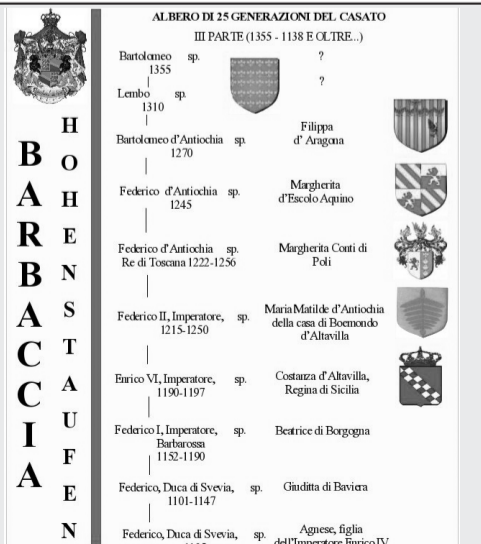 ALBERO DI 25 GENERAZIONI DEL CASATO
III PARTE (1355 - 1138 E OLTRE...)
BARBACCIA
HOHENSTAUFEN
Bartolomeo sp. ?
1355
Lembo sp. ?
1310
Bartolomeo d'Antiochia sp. Filippa d' Aragona
1270
Federico d'Antiochia sp. Margherita d'Escolo Aquino
1245
Federico d'Antiochia sp. Margherita Conti di Poli
Re di Toscana 1222-1256
Federico II, Imperatore, Maria Matilde d'Antiochia della casa di Boemondo d'Altavilla
1215-1250
Enrico VI, Imperatore, sp. Costanza d'Altavilla, Regina di Sicilia
1190-1197
Federico I, Imperatore, sp. Beatrice di Borgogna
Barbarossa
1152-1190
Federico, Duca di Svevia, sp. Giuditta di Baviera
1101-1147
Federico, Duca di Svevia, sp. Agnese, figlia dell'Imperatore Enrico IV